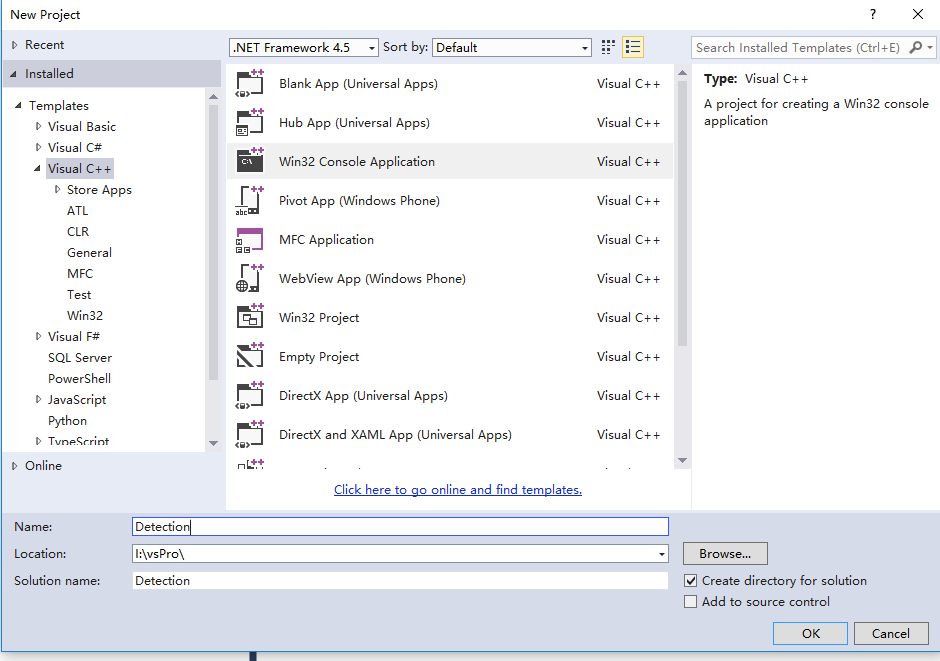 New Project
?
Recent
.NET Framework 4.5 Sort by: Default
Search Installed Templates (Ctrl+E)
Installed
Templates
Visual Basic
Visual C#
Visual C++
Store Apps
ATL
CLR
General
MFC
Test
Win32
Visual F#
SQL Server
PowerShell
JavaScript
Python
TypeScript
Online
Blank App (Universal Apps) Visual C++
Hub App (Universal Apps) Visual C++
Win32 Console Application Visual C++
Pivot App (Windows Phone) Visual C++
MFC Application Visual C++
WebView App (Windows Phone) Visual C++
Win32 Project Visual C++
Empty Project Visual C++
DirectX App (Universal Apps) Visual C++
DirectX and XAML App (Universal Apps) Visual C++
Click here to go online and find templates.
Type: Visual C++
A project for creating a Win32 console
application
Name: Detection
Location: I:\vsPro\ Browse...
Solution name: Detection
Create directory for solution
Add to source control
OK Cancel